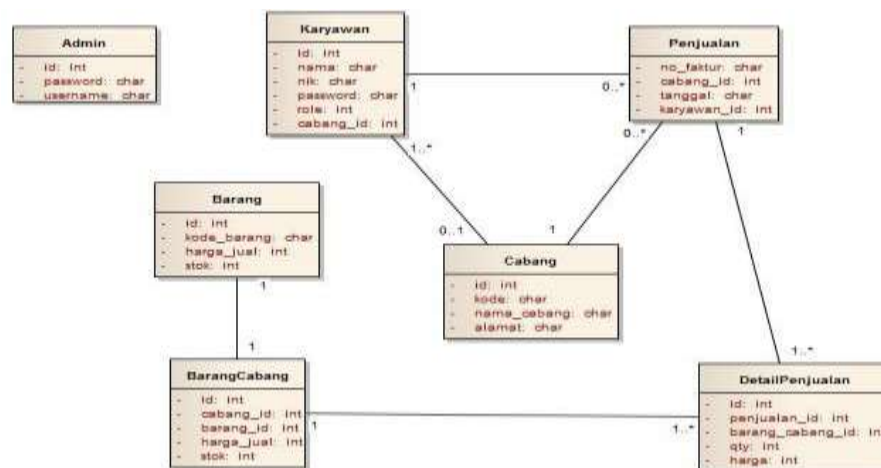 Admin
- id: int
- password: char
- username: char
Karyawan
- id: int
- nama: char
- nik: char
- password: char
- role: int
- cabang_id: int
Penjualan
- no_faktur: char
- cabang_id: int
- tanggal: char
- karyawan_id: int
1
0..*
1..*
0..*
1
Barang
- id: int
- kode_barang: char
- harga_jual: int
- stok: int
0..1
1
Cabang
- id: int
- kode: char
- nama_cabang: char
- alamat: char
1
1
1..*
BarangCabang
- id: int
- cabang_id: int
- barang_id: int
- harga_jual: int
- stok: int
DetailPenjualan
- id: int
- penjualan_id: int
- barang_cabang_id: int
- qty: int
- harga: int
1
1..*